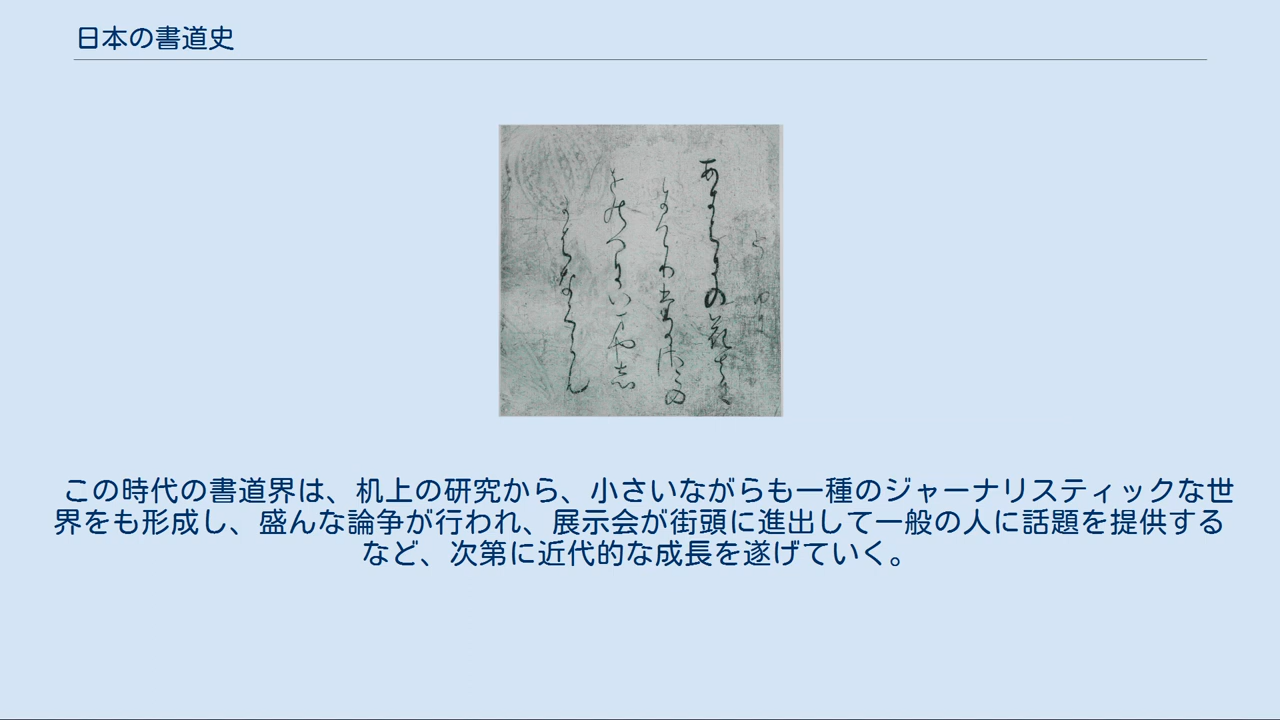 日本の書道史
この時代の書道界は、机上の研究から、小さいながらも一種のジャーナリスティックな世
界をも形成し、盛んな論争が行われ、展示会が街頭に進出して一般の人に話題を提供する
など、次第に近代的な成長を遂げていく。